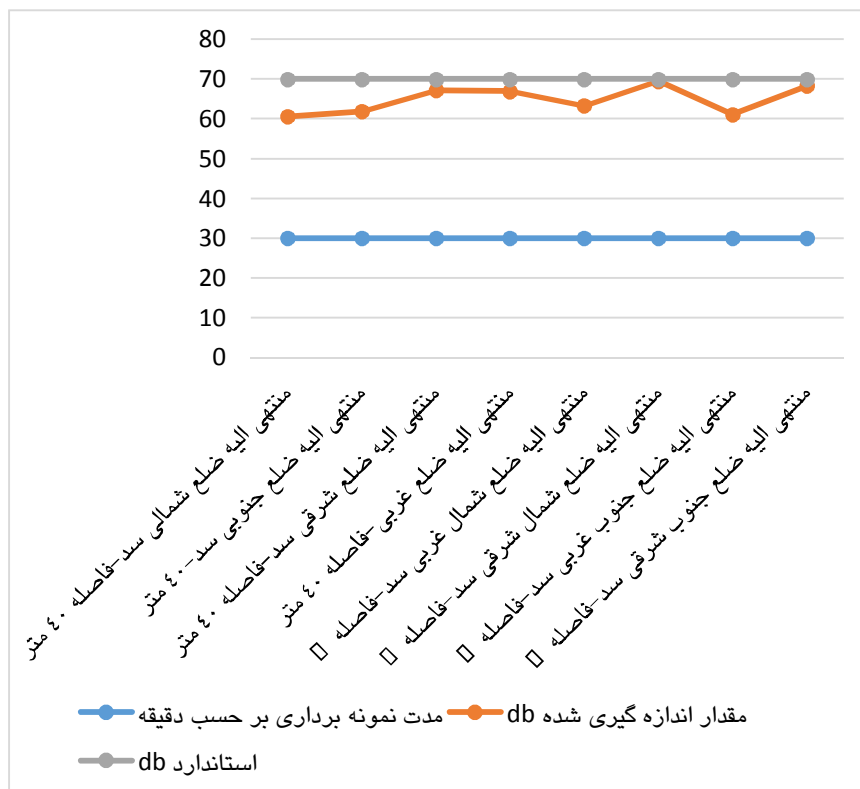 80
70
60
50
40
30
20
10
0
منتهی الیه ضلع شمالی سد-فاصله ٤٠ متر
منتهی الیه ضلع جنوبی سد-٤٠ متر
منتهی الیه ضلع شرقی سد-فاصله ٤٠ متر
منتهی الیه ضلع غربی-فاصله ٤٠ متر
منتهی الیه ضلع شمال غربی سد-فاصله
منتهی الیه ضلع شمال شرقی سد-فاصله
منتهی الیه ضلع جنوب غربی سد-فاصله
منتهی الیه ضلع جنوب شرقی سد-فاصله
مدت نمونه برداری بر حسب دقیقه مقدار اندازه گیری شده db
استاندارد db